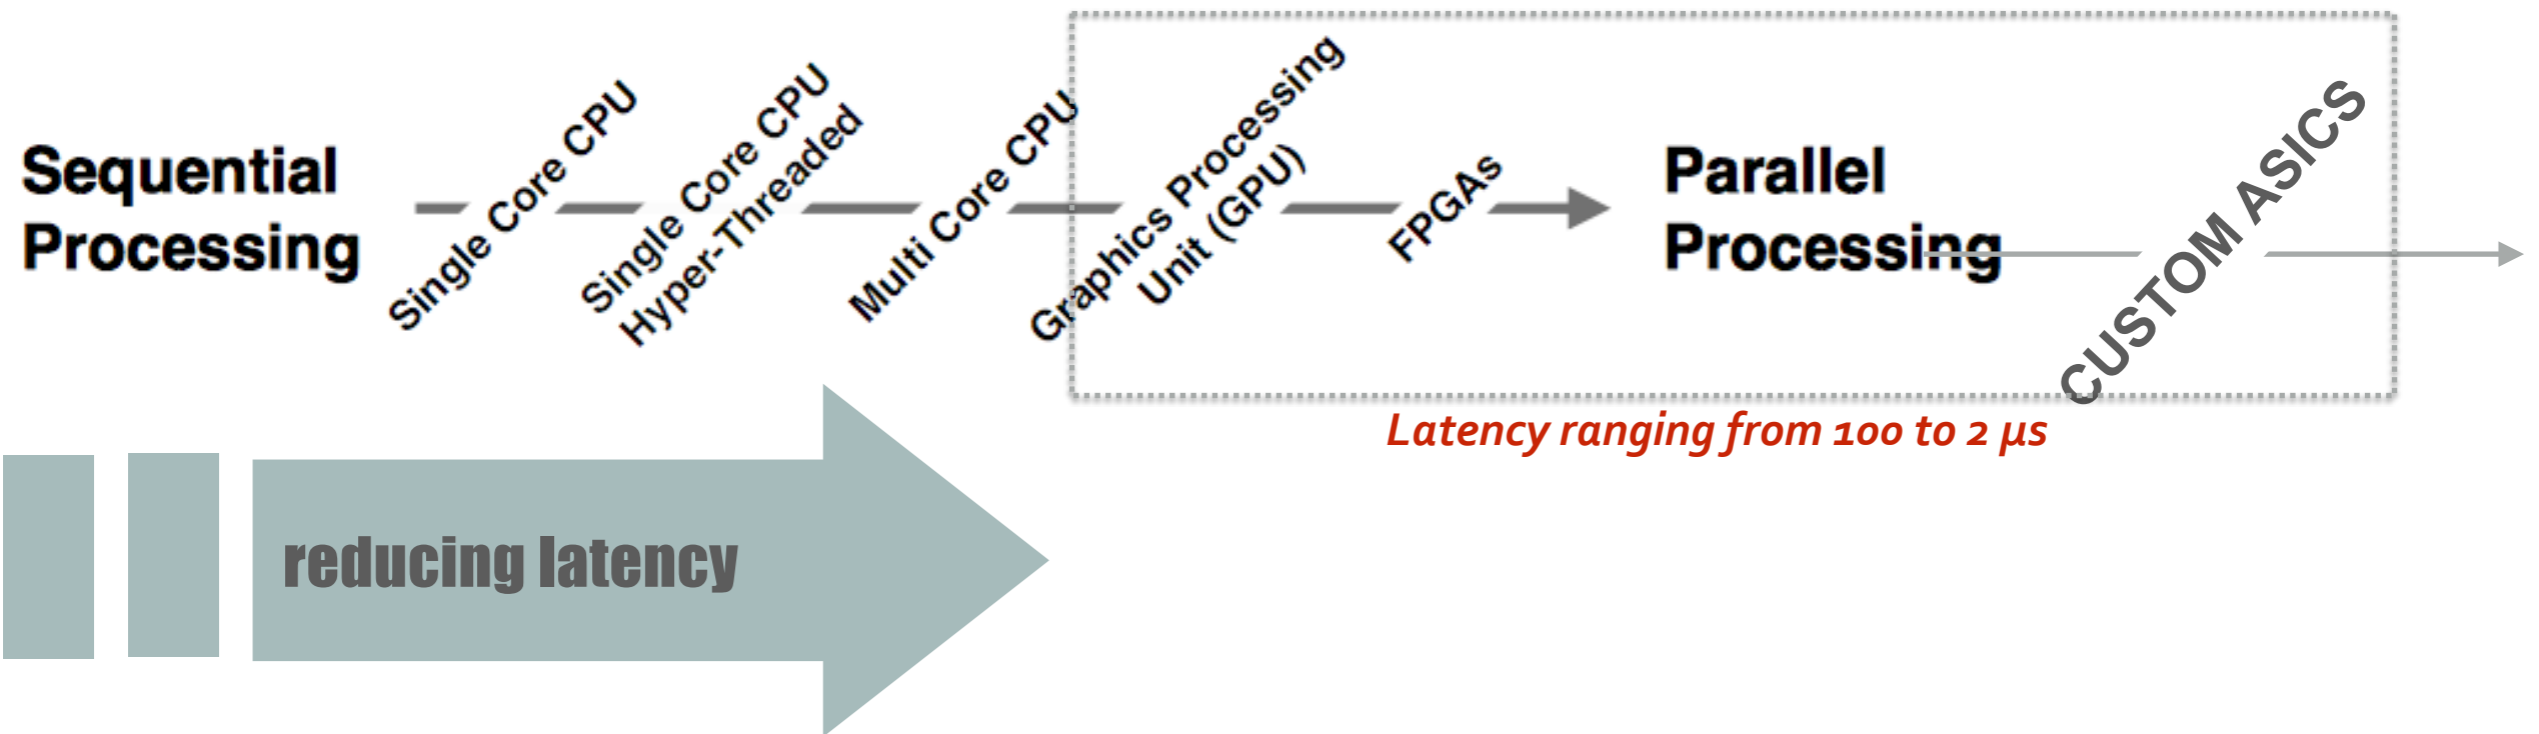 Sequential
Processing
Single Core CPU
Single Core CPU
Hyper-Threaded
Multi Core CPU
Graphics Processing
Unit (GPU)
FPGAs
Parallel
Processing
CUSTOM ASICS
Latency ranging from 100 to 2 μs
reducing latency